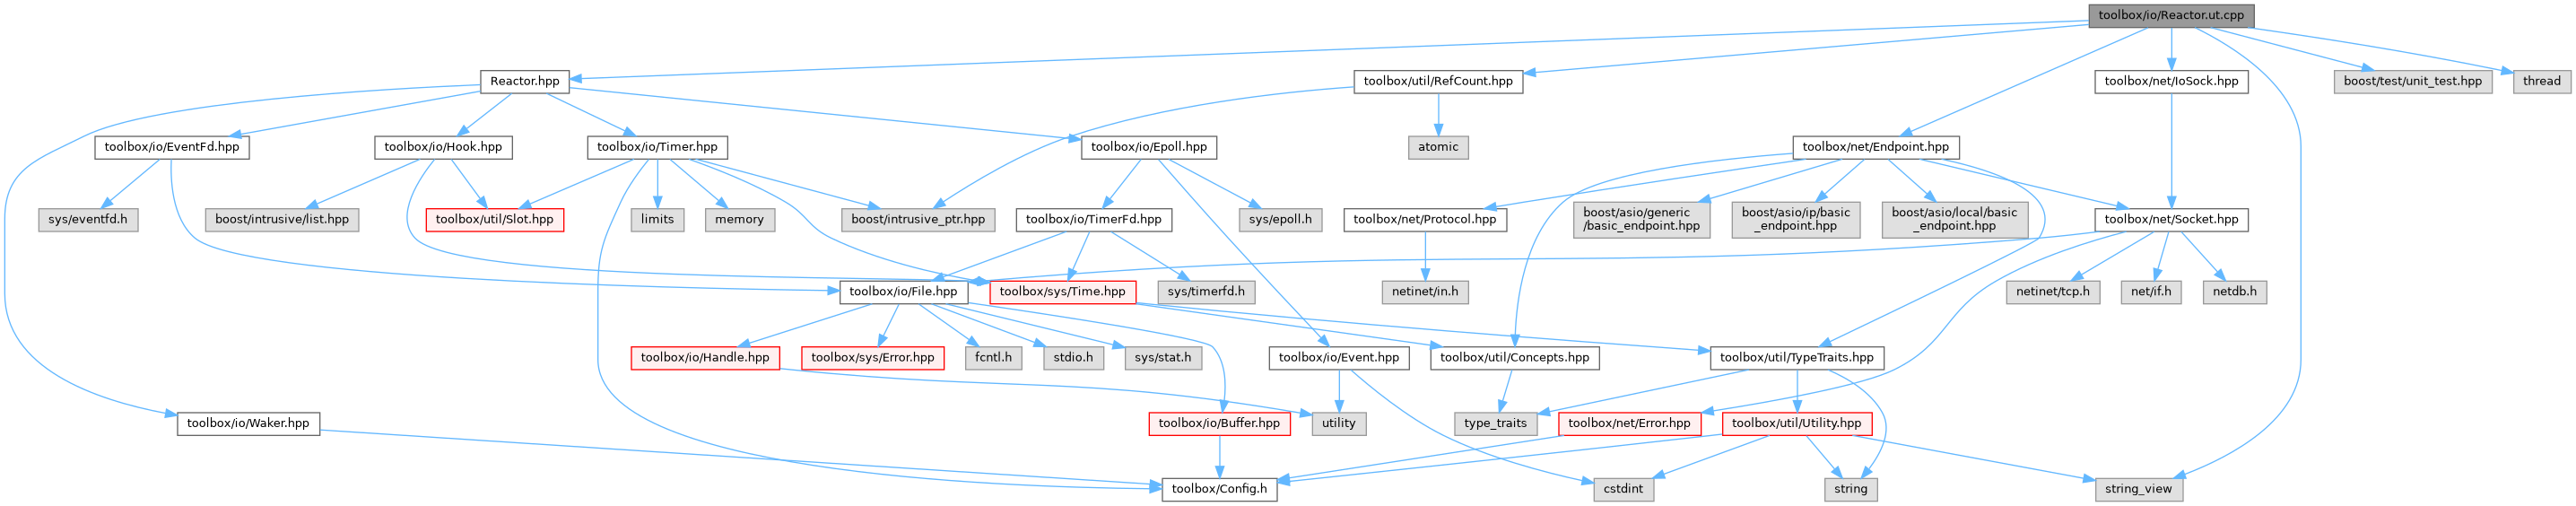 toolbox/io/Reactor.ut.cpp
Reactor.hpp
toolbox/util/RefCount.hpp
toolbox/net/IoSock.hpp
boost/test/unit_test.hpp
thread
toolbox/io/EventFd.hpp
toolbox/io/Hook.hpp
toolbox/io/Timer.hpp
toolbox/io/Epoll.hpp
atomic
toolbox/net/Endpoint.hpp
sys/eventfd.h
boost/intrusive/list.hpp
toolbox/util/Slot.hpp
limits
memory
boost/intrusive_ptr.hpp
toolbox/io/TimerFd.hpp
sys/epoll.h
toolbox/net/Protocol.hpp
boost/asio/generic
/basic_endpoint.hpp
boost/asio/ip/basic
_endpoint.hpp
boost/asio/local/basic
_endpoint.hpp
toolbox/net/Socket.hpp
toolbox/io/File.hpp
toolbox/sys/Time.hpp
sys/timerfd.h
netinet/in.h
netinet/tcp.h
net/if.h
netdb.h
toolbox/io/Handle.hpp
toolbox/sys/Error.hpp
fcntl.h
stdio.h
sys/stat.h
toolbox/io/Event.hpp
toolbox/util/Concepts.hpp
toolbox/util/TypeTraits.hpp
toolbox/io/Waker.hpp
toolbox/io/Buffer.hpp
utility
type_traits
toolbox/net/Error.hpp
toolbox/util/Utility.hpp
toolbox/Config.h
cstdint
string
string_view